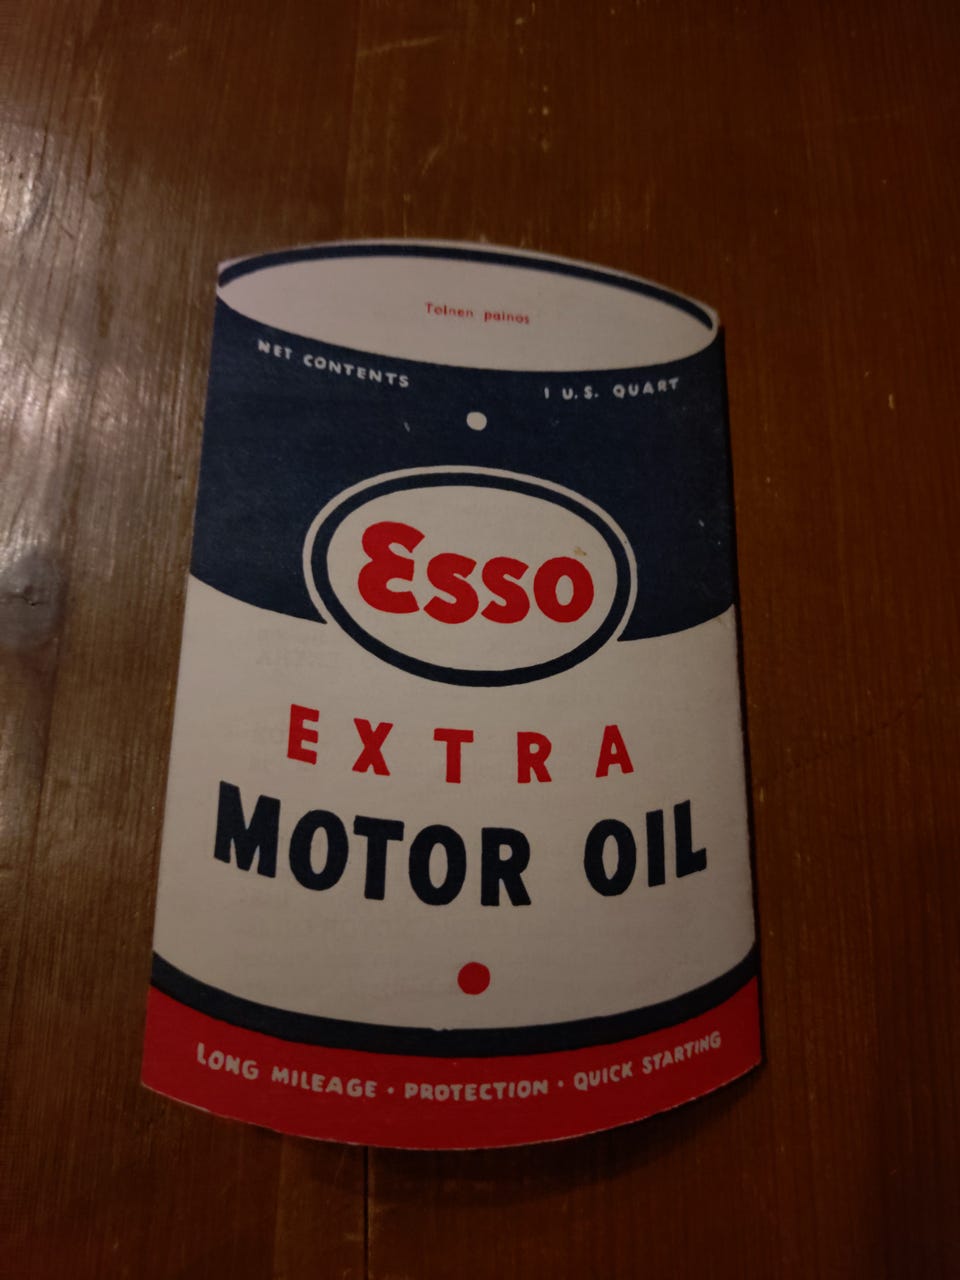 Toinen painos
NET CONTENTS 1 U.S. QUART
Esso
EXTRA
MOTOR OIL
LONG MILEAGE · PROTECTION · QUICK STARTING